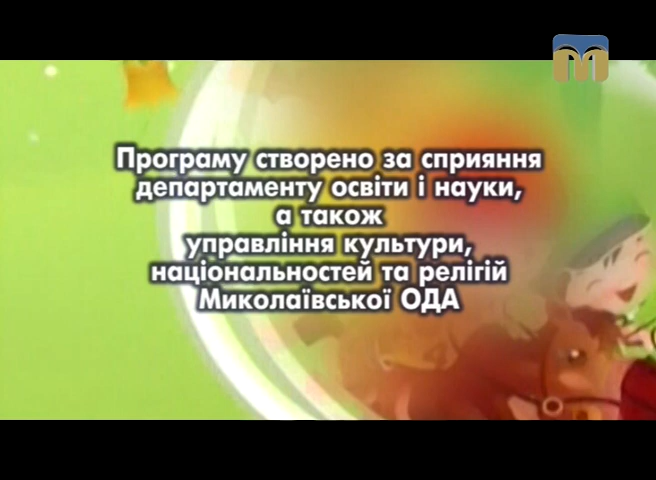 Програму створено за сприяння
департаменту освіти і науки,
а також
управління культури,
національностей та релігій
Миколаївської ОДА